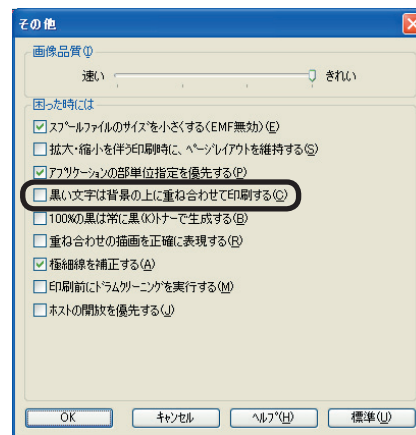 その他
画像品質(I)
速い きれい
困った時には
スプールファイルのサイズを小さくする(EMF無効)(E)
拡大・縮小を伴う印刷時に、ページレイアウトを維持する(S)
アプリケーションの部単位指定を優先する(P)
黒い文字は背景の上に重ね合わせて印刷する(C)
100%の黒は常に黒(K)トナーで生成する(B)
重ね合わせの描画を正確に表現する(R)
極細線を補正する(A)
印刷前にドラムクリーニングを実行する(M)
ホストの開放を優先する(J)
OK キャンセル ヘルプ(H) 標準(U)